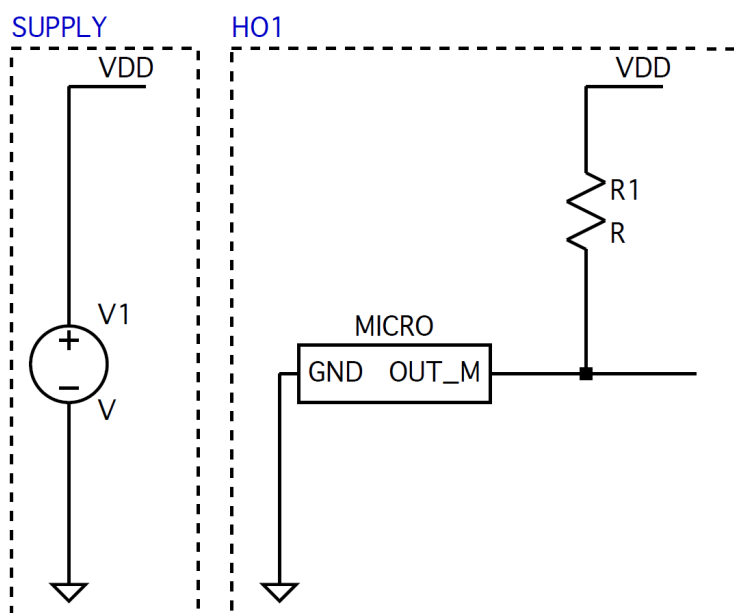 SUPPLY
HO1
VDD
VDD
R1
R
V1
V
MICRO
GND OUT_M